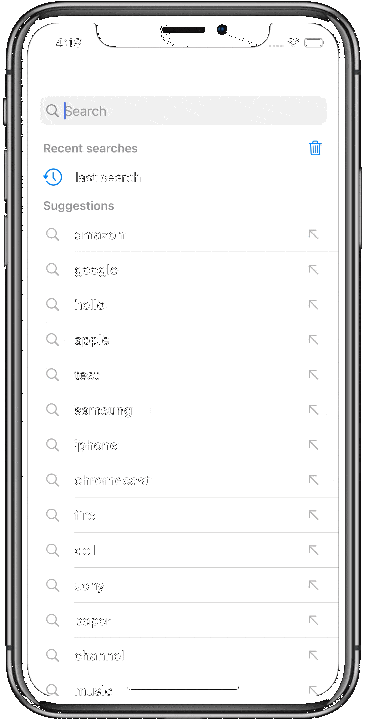 4:19
Search
Recent searches
last search
Suggestions
amazon
google
hello
apple
test
samsung
iphone
chromecast
fire
dell
sony
paper
channel
music